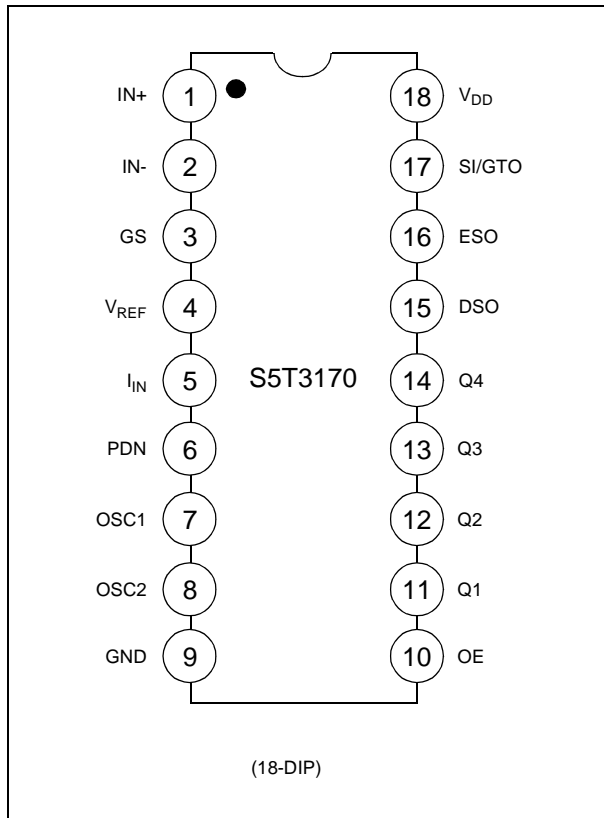 IN+ 1 18 VDD
IN- 2 17 SI/GTO
GS 3 16 ESO
VREF 4 15 DSO
IIN 5 S5T3170 14 Q4
PDN 6 13 Q3
OSC1 7 12 Q2
OSC2 8 11 Q1
GND 9 10 OE
(18-DIP)